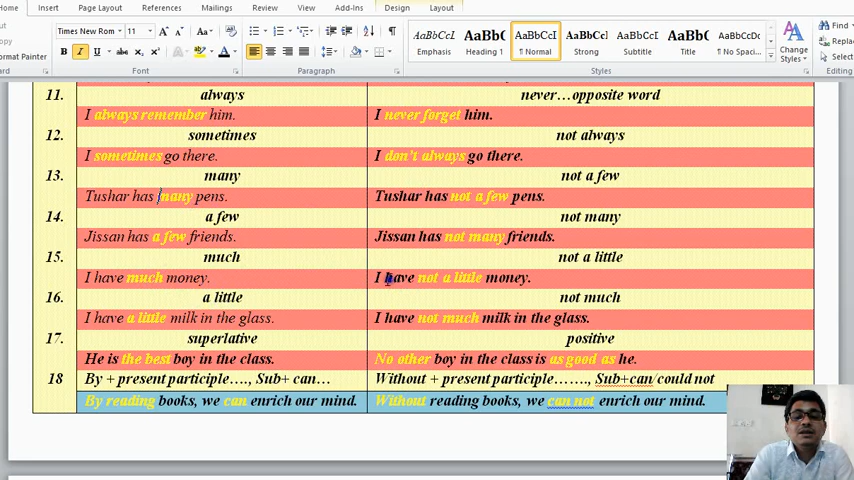 Home Insert Page Layout References Mailings Review View Add-Ins Design Layout
Times New Rom 11 Find
AaBbCcI AaBbC AaBbCcI AaBbCc AaBbCcI AaBb( AaBbCcDc Replace
ormat Painter Emphasis Heading 1 ¶ Normal Strong Subtitle Title ¶ No Spaci... Change Styles Select
Font Paragraph Styles
11. always never…opposite word
I always remember him. I never forget him.
12. sometimes not always
I sometimes go there. I don't always go there.
13. many not a few
Tushar has many pens. Tushar has not a few pens.
14. a few not many
Jissan has a few friends. Jissan has not many friends.
15. much not a little
I have much money. I have not a little money.
16. a little not much
I have a little milk in the glass. I have not much milk in the glass.
17. superlative positive
He is the best boy in the class. No other boy in the class is as good as he.
18 By + present participle…., Sub+ can… Without + present participle……., Sub+can/could not
By reading books, we can enrich our mind. Without reading books, we can not enrich our mind.